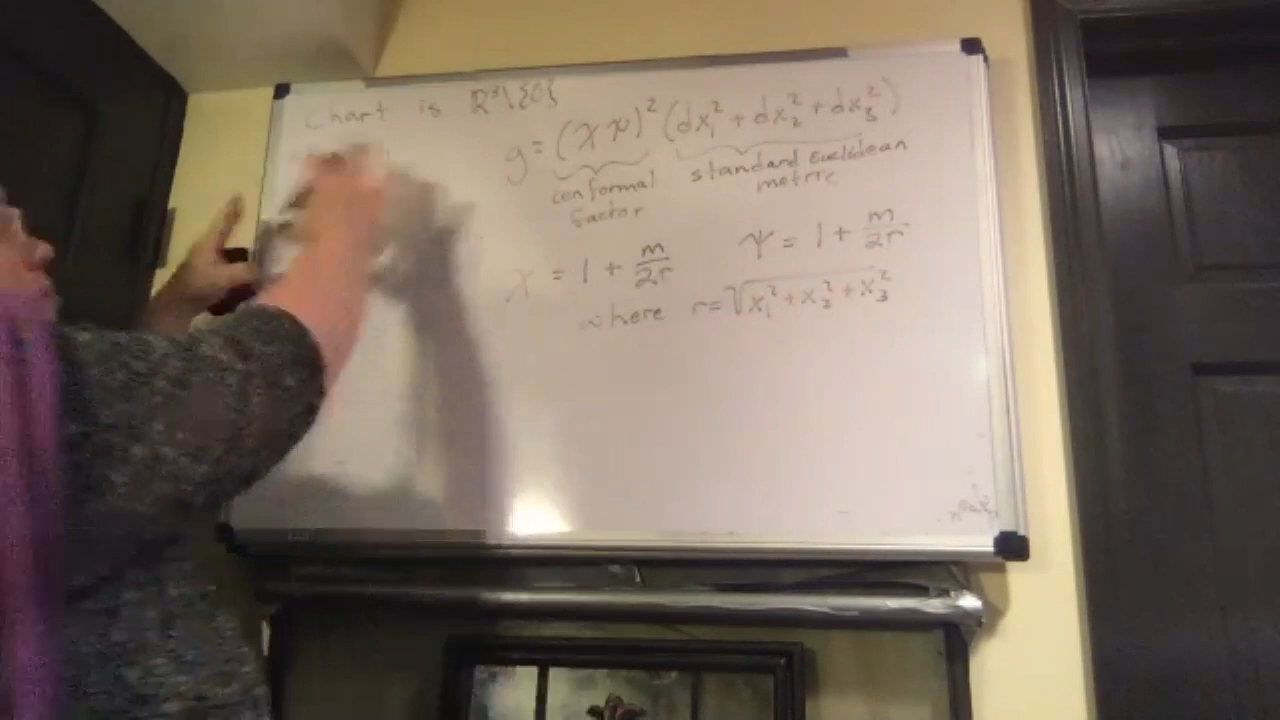 Chart is R³\{0}
g = (χψ)² (dx₁² + dx₂² + dx₃²)
conformal factor
standard euclidean metric
χ = 1 + m/2r
ψ = 1 + m/2r
where r = √x₁² + x₂² + x₃²